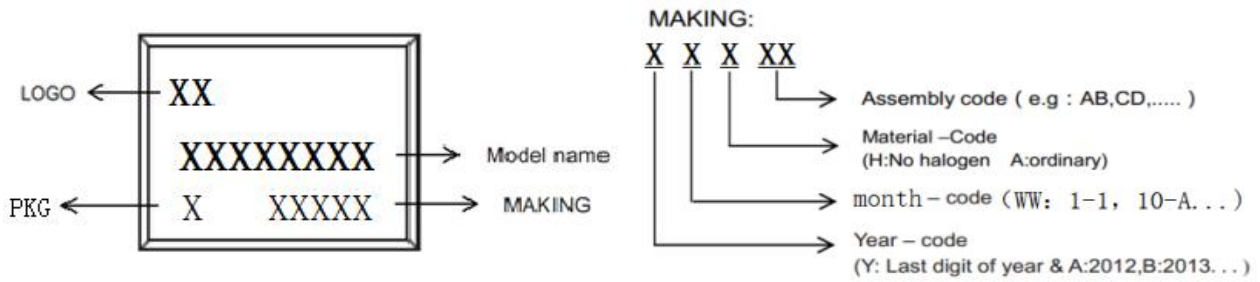 LOGO
XX
XXXXXXXX
Model name
PKG
X XXXXX
MAKING
MAKING:
X X X XX
Assembly code ( e.g : AB,CD,..... )
Material –Code
(H:No halogen A:ordinary)
month – code (WW: 1-1, 10-A...)
Year – code
(Y: Last digit of year & A:2012,B:2013. . . )